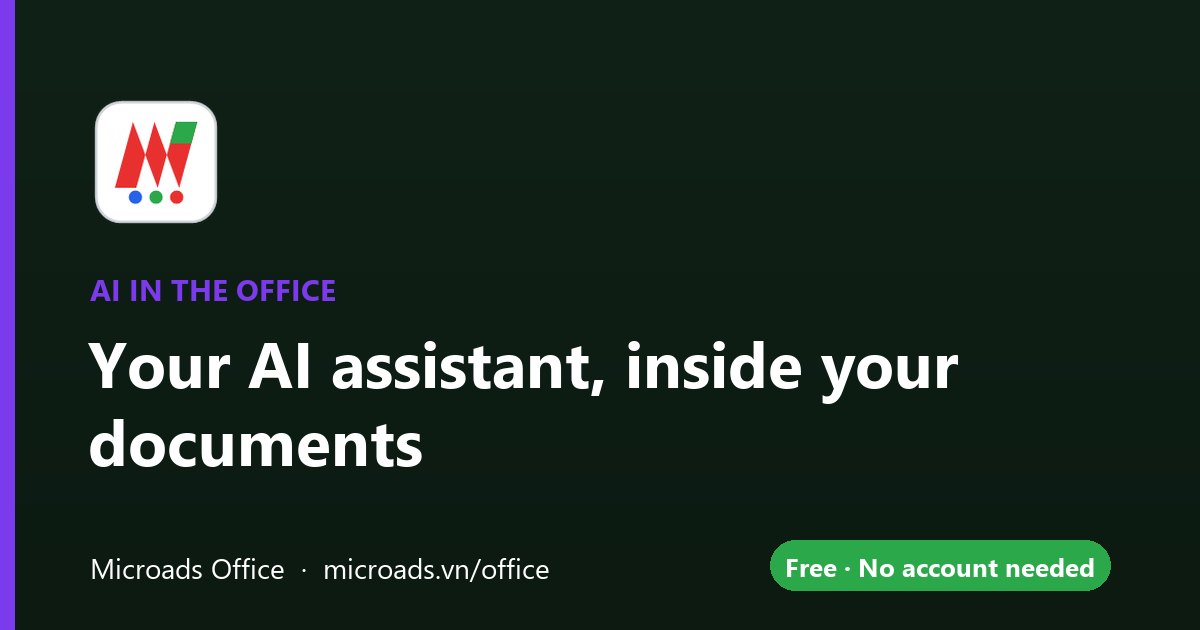 AI IN THE OFFICE
Your AI assistant, inside your
documents
Microads Office · microads.vn/office
Free · No account needed